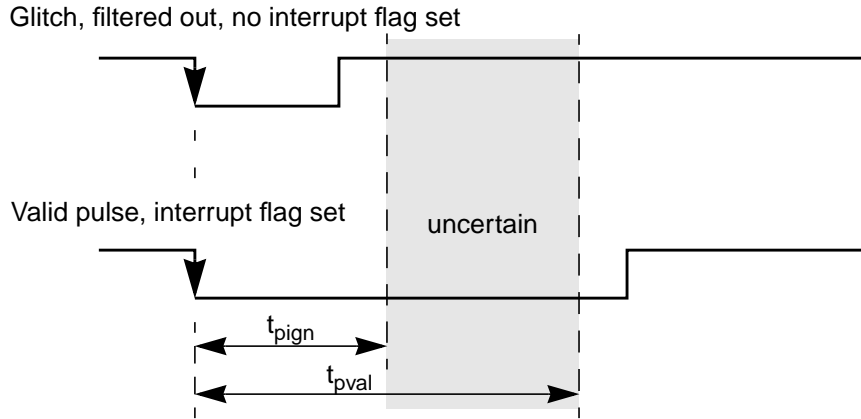 Glitch, filtered out, no interrupt flag set
Valid pulse, interrupt flag set
uncertain
tpign
tpval